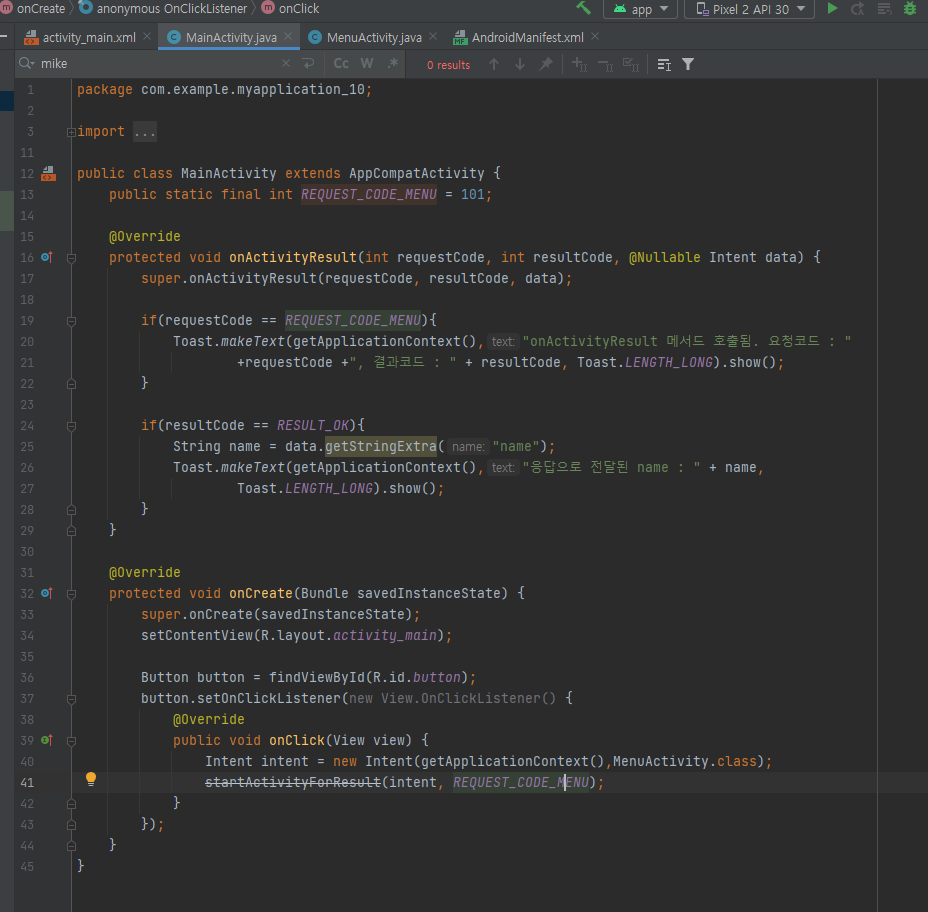 onCreate anonymous OnClickListener onClick app Pixel 2 API 30
activity_main.xml MainActivity.java MenuActivity.java AndroidManifest.xml
mike Cc W .* 0 results
1 package com.example.myapplication_10;
2
3 import ...
11
12 public class MainActivity extends AppCompatActivity {
13 public static final int REQUEST_CODE_MENU = 101;
14
15 @Override
16 protected void onActivityResult(int requestCode, int resultCode, @Nullable Intent data) {
17 super.onActivityResult(requestCode, resultCode, data);
18
19 if(requestCode == REQUEST_CODE_MENU){
20 Toast.makeText(getApplicationContext(), text: "onActivityResult 메서드 호출됨. 요청코드 : "
21 +requestCode +", 결과코드 : " + resultCode, Toast.LENGTH_LONG).show();
22 }
23
24 if(resultCode == RESULT_OK){
25 String name = data.getStringExtra( name: "name");
26 Toast.makeText(getApplicationContext(), text: "응답으로 전달된 name : " + name,
27 Toast.LENGTH_LONG).show();
28 }
29 }
30
31 @Override
32 protected void onCreate(Bundle savedInstanceState) {
33 super.onCreate(savedInstanceState);
34 setContentView(R.layout.activity_main);
35
36 Button button = findViewById(R.id.button);
37 button.setOnClickListener(new View.OnClickListener() {
38 @Override
39 public void onClick(View view) {
40 Intent intent = new Intent(getApplicationContext(),MenuActivity.class);
41 startActivityForResult(intent, REQUEST_CODE_MENU);
42 }
43 });
44 }
45 }